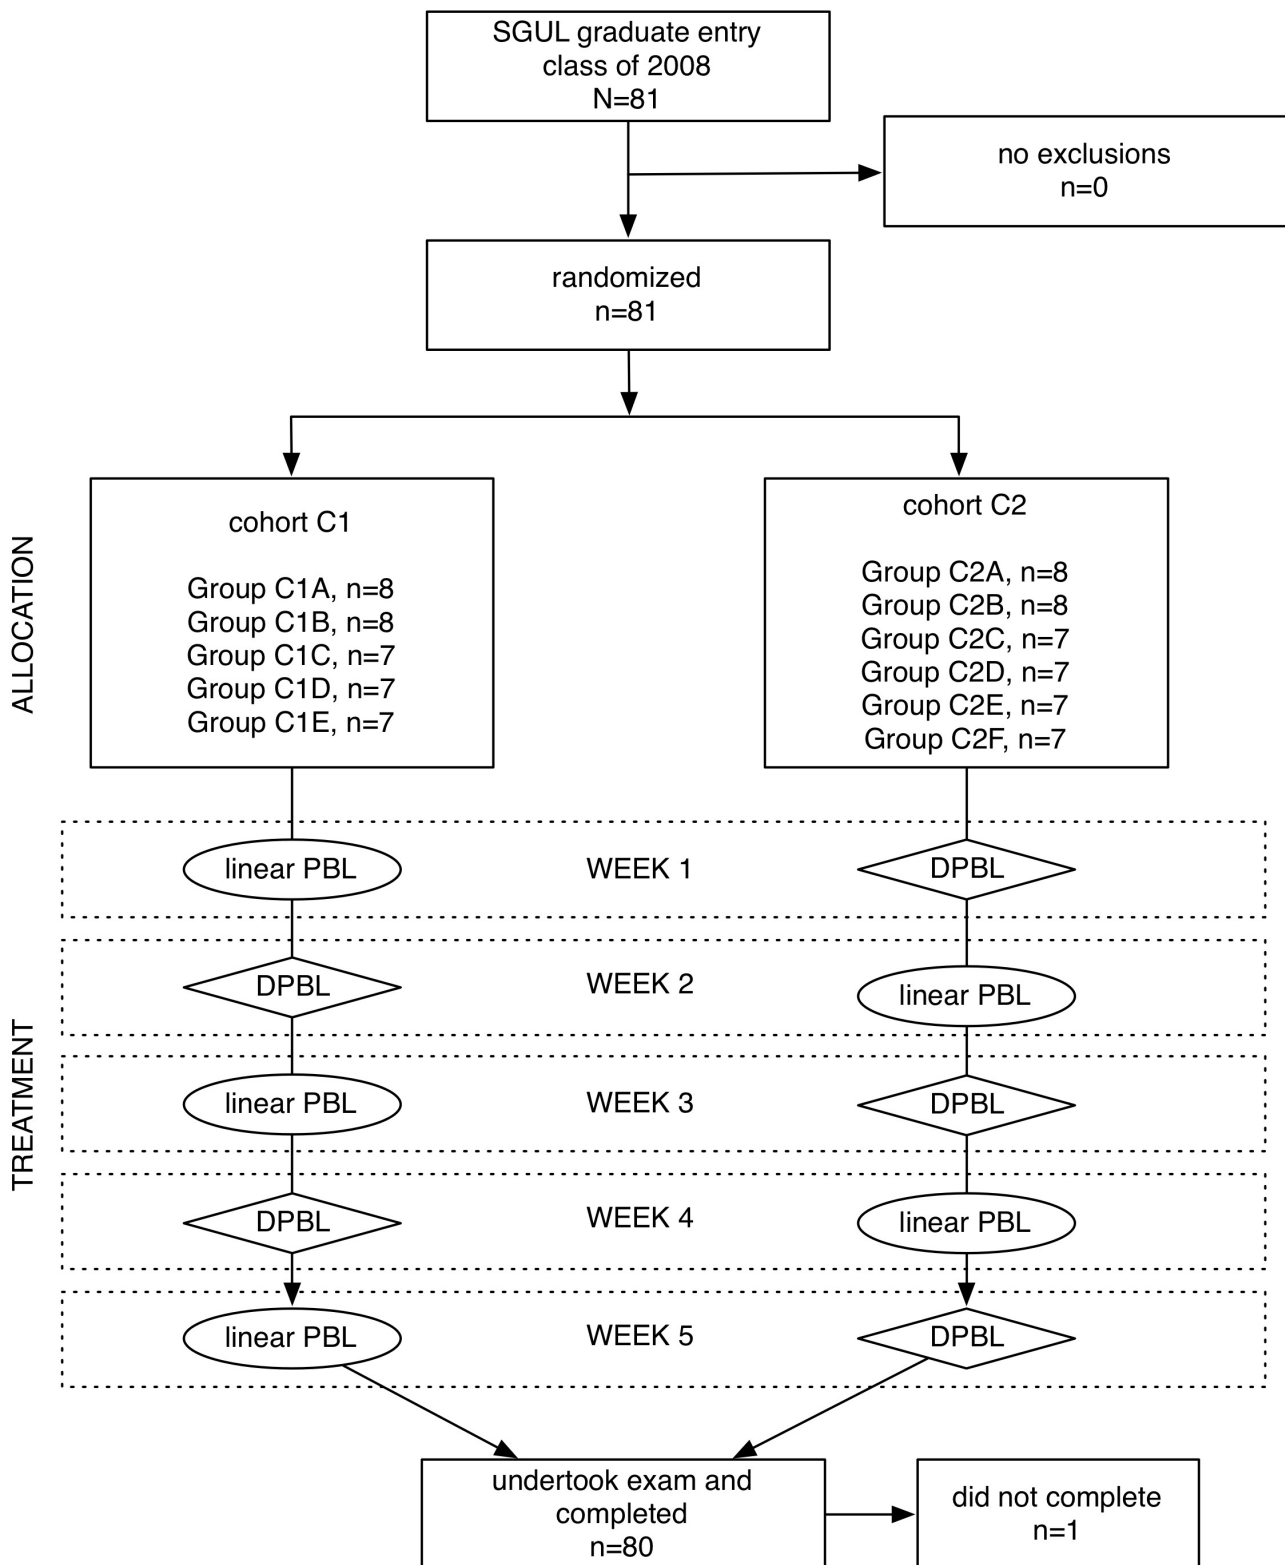 SGUL graduate entry
class of 2008
N=81
no exclusions
n=0
randomized
n=81
ALLOCATION
cohort C1
Group C1A, n=8
Group C1B, n=8
Group C1C, n=7
Group C1D, n=7
Group C1E, n=7
cohort C2
Group C2A, n=8
Group C2B, n=8
Group C2C, n=7
Group C2D, n=7
Group C2E, n=7
Group C2F, n=7
TREATMENT
linear PBL
WEEK 1
DPBL
DPBL
WEEK 2
linear PBL
linear PBL
WEEK 3
DPBL
DPBL
WEEK 4
linear PBL
linear PBL
WEEK 5
DPBL
undertook exam and
completed
n=80
did not complete
n=1